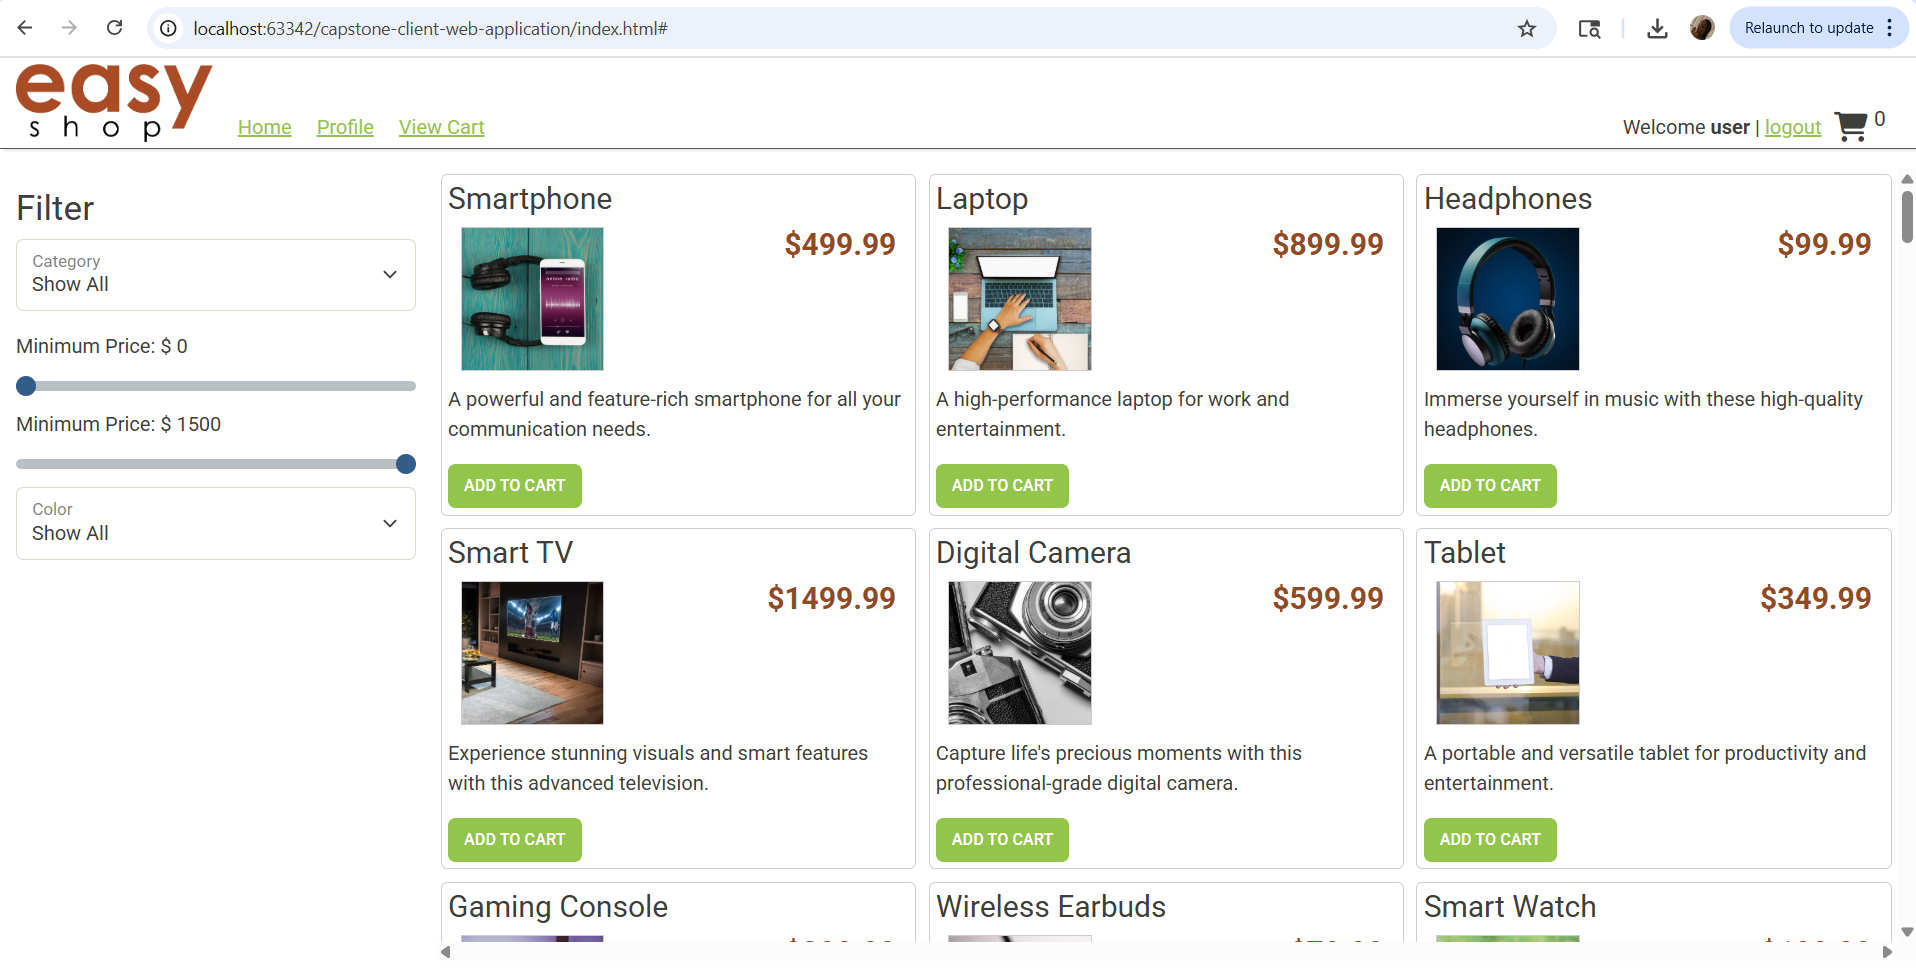 localhost:63342/capstone-client-web-application/index.html#
Relaunch to update
easy
shop
Home
Profile
View Cart
Welcome user | logout
0
Filter
Category
Show All
Minimum Price: $ 0
Minimum Price: $ 1500
Color
Show All
Smartphone
$499.99
online radio
A powerful and feature-rich smartphone for all your
communication needs.
ADD TO CART
Laptop
$899.99
A high-performance laptop for work and
entertainment.
ADD TO CART
Headphones
$99.99
Immerse yourself in music with these high-quality
headphones.
ADD TO CART
Smart TV
$1499.99
Experience stunning visuals and smart features
with this advanced television.
ADD TO CART
Digital Camera
$599.99
Capture life's precious moments with this
professional-grade digital camera.
ADD TO CART
Tablet
$349.99
A portable and versatile tablet for productivity and
entertainment.
ADD TO CART
Gaming Console
Wireless Earbuds
Smart Watch